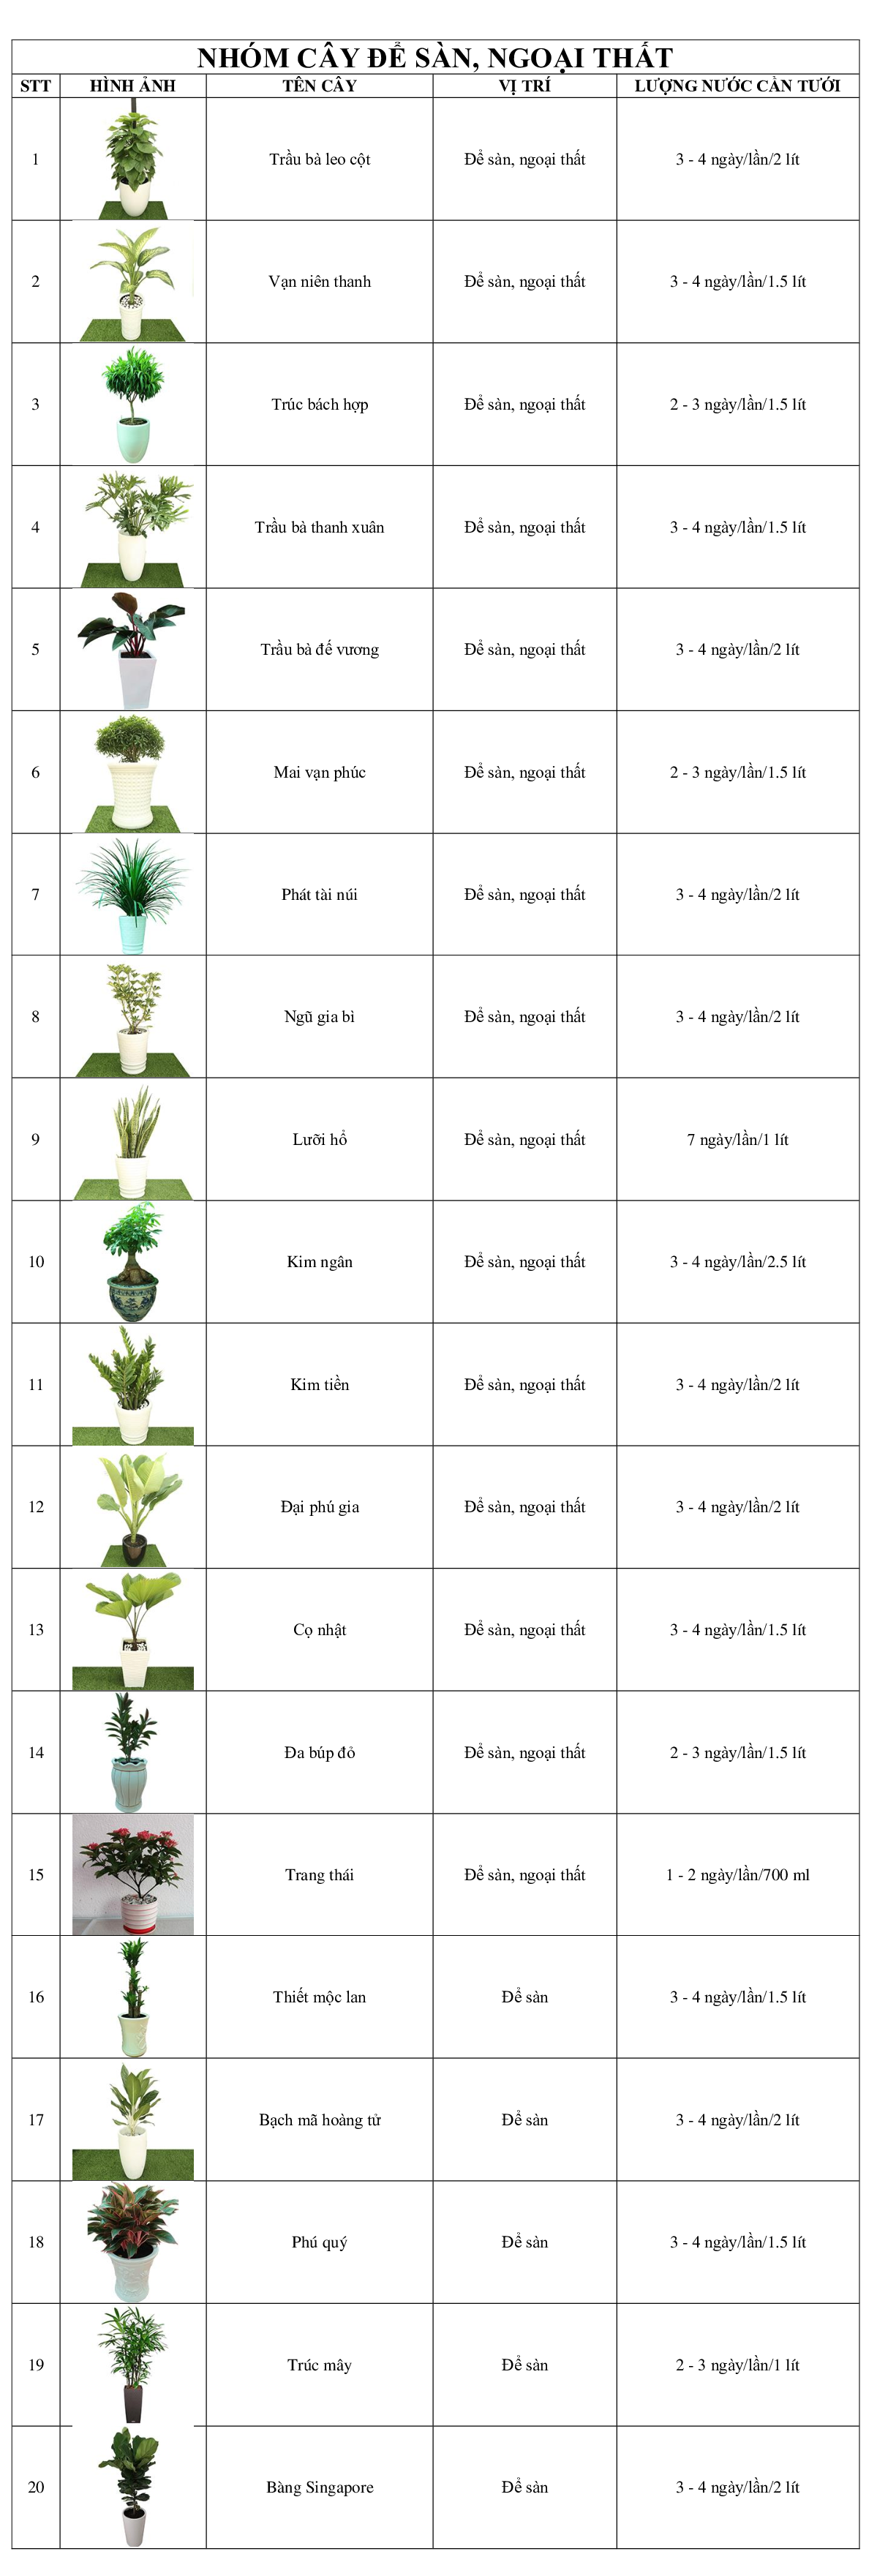 NHÓM CÂY ĐỂ SÀN, NGOẠI THẤT
STT HÌNH ẢNH TÊN CÂY VỊ TRÍ LƯỢNG NƯỚC CẦN TƯỚI
1 Trầu bà leo cột Để sàn, ngoại thất 3 - 4 ngày/lần/2 lít
2 Vạn niên thanh Để sàn, ngoại thất 3 - 4 ngày/lần/1.5 lít
3 Trúc bách hợp Để sàn, ngoại thất 2 - 3 ngày/lần/1.5 lít
4 Trầu bà thanh xuân Để sàn, ngoại thất 3 - 4 ngày/lần/1.5 lít
5 Trầu bà đế vương Để sàn, ngoại thất 3 - 4 ngày/lần/2 lít
6 Mai vạn phúc Để sàn, ngoại thất 2 - 3 ngày/lần/1.5 lít
7 Phát tài núi Để sàn, ngoại thất 3 - 4 ngày/lần/2 lít
8 Ngũ gia bì Để sàn, ngoại thất 3 - 4 ngày/lần/2 lít
9 Lưỡi hổ Để sàn, ngoại thất 7 ngày/lần/1 lít
10 Kim ngân Để sàn, ngoại thất 3 - 4 ngày/lần/2.5 lít
11 Kim tiền Để sàn, ngoại thất 3 - 4 ngày/lần/2 lít
12 Đại phú gia Để sàn, ngoại thất 3 - 4 ngày/lần/2 lít
13 Cọ nhật Để sàn, ngoại thất 3 - 4 ngày/lần/1.5 lít
14 Đa búp đỏ Để sàn, ngoại thất 2 - 3 ngày/lần/1.5 lít
15 Trang thái Để sàn, ngoại thất 1 - 2 ngày/lần/700 ml
16 Thiết mộc lan Để sàn 3 - 4 ngày/lần/1.5 lít
17 Bạch mã hoàng tử Để sàn 3 - 4 ngày/lần/2 lít
18 Phú quý Để sàn 3 - 4 ngày/lần/1.5 lít
19 Trúc mây Để sàn 2 - 3 ngày/lần/1 lít
20 Bàng Singapore Để sàn 3 - 4 ngày/lần/2 lít